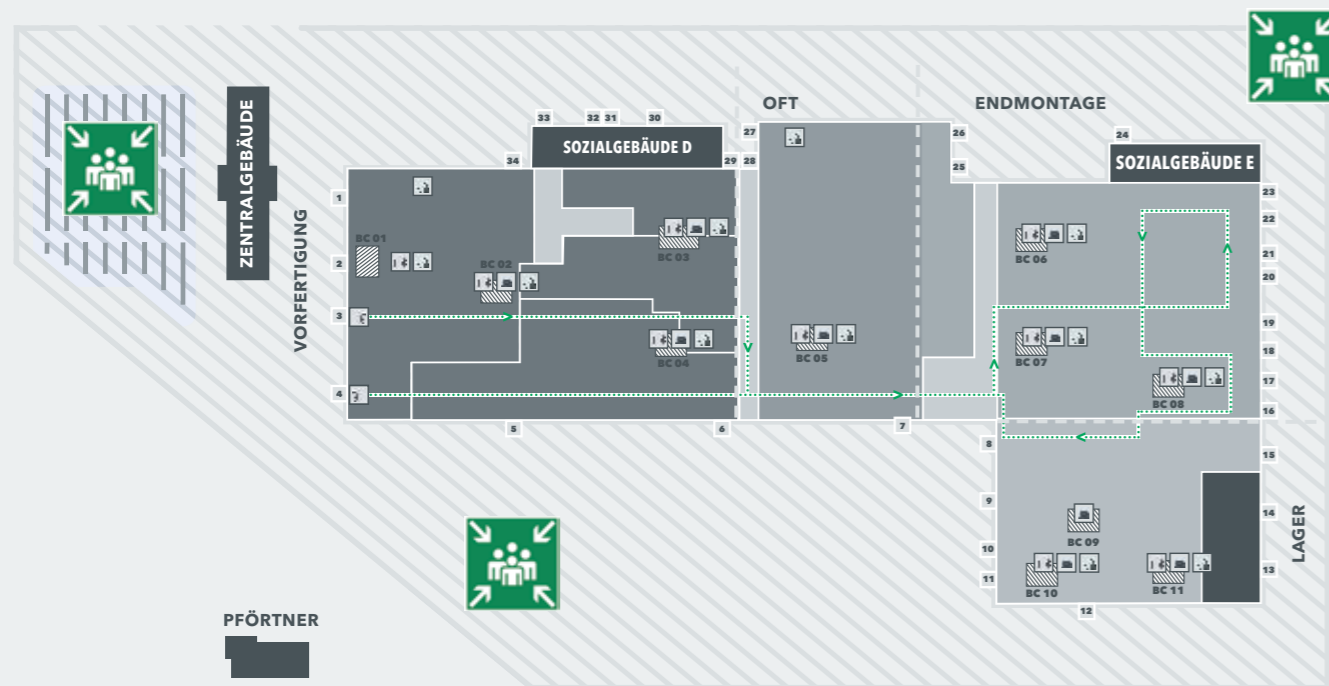 OFT
ENDMONTAGE
33
32
31
30
27
26
24
ZENTRALGEBÄUDE
SOZIALGEBÄUDE D
SOZIALGEBÄUDE E
34
29
28
25
23
1
22
VORFERTIGUNG
BC 01
2
BC 02
BC 03
BC 06
21
20
3
19
BC 04
BC 05
BC 07
18
17
4
BC 08
16
5
6
7
8
15
9
14
LAGER
BC 09
10
11
13
BC 10
BC 11
12
PFÖRTNER